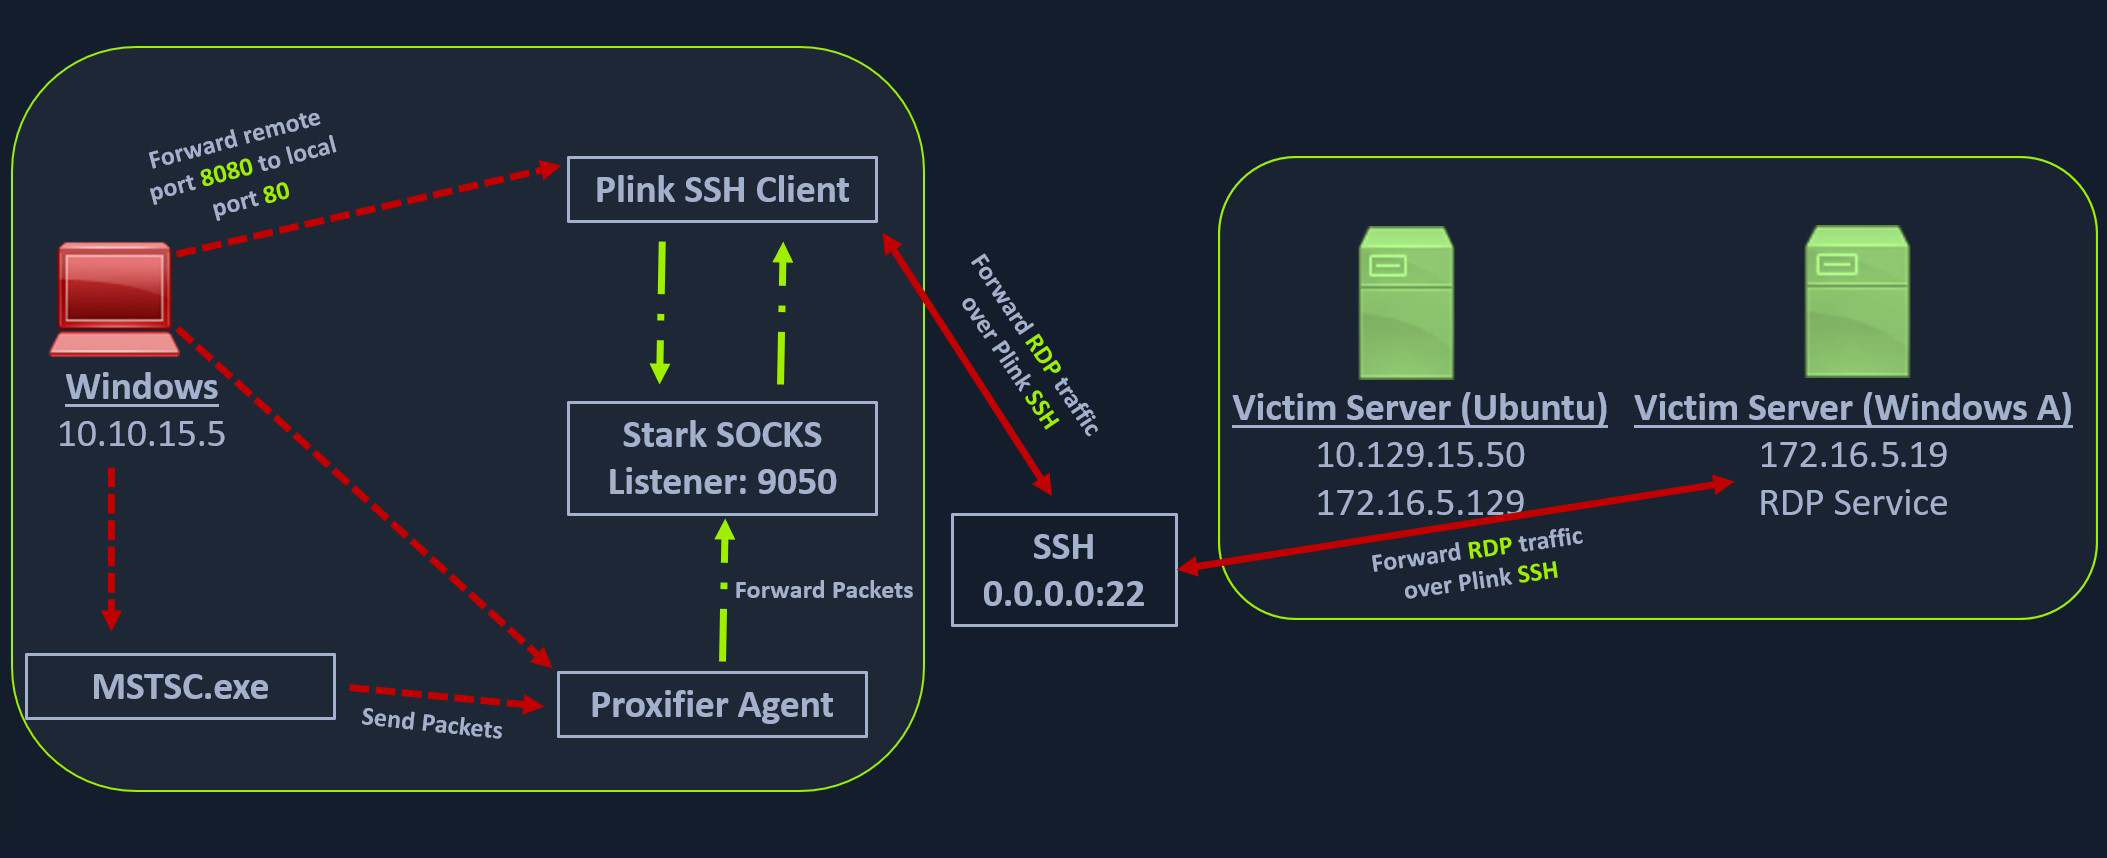 Forward remote
port 8080 to local
port 80
Plink SSH Client
Windows
10.10.15.5
Stark SOCKS
Listener: 9050
Forward Packets
MSTSC.exe
Send Packets
Proxifier Agent
Forward RDP traffic
over Plink SSH
SSH
0.0.0.0:22
Victim Server (Ubuntu)
10.129.15.50
172.16.5.129
Victim Server (Windows A)
172.16.5.19
RDP Service
Forward RDP traffic
over Plink SSH